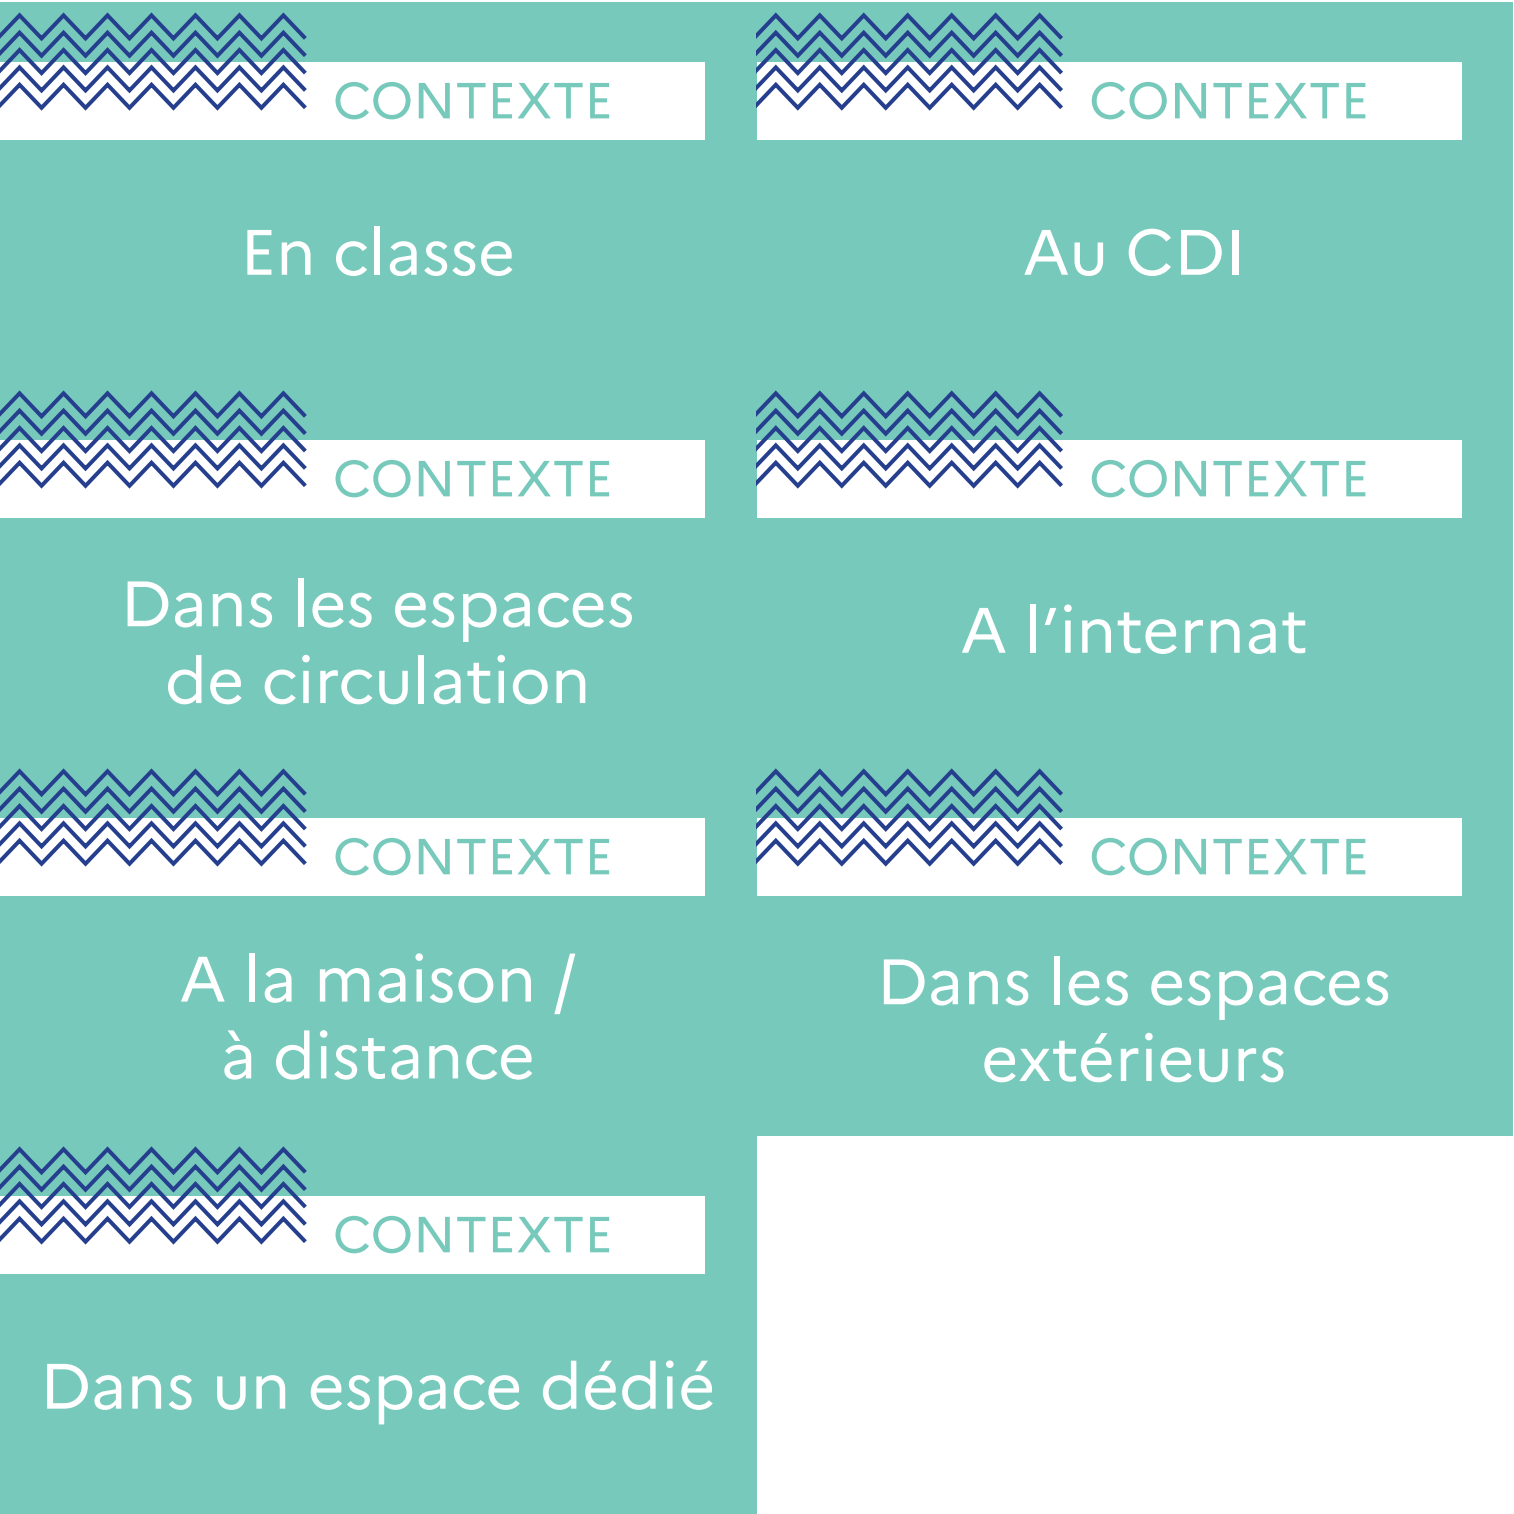 CONTEXTE
En classe
CONTEXTE
Au CDI
CONTEXTE
Dans les espaces
de circulation
CONTEXTE
A l'internat
CONTEXTE
A la maison /
à distance
CONTEXTE
Dans les espaces
extérieurs
CONTEXTE
Dans un espace dédié